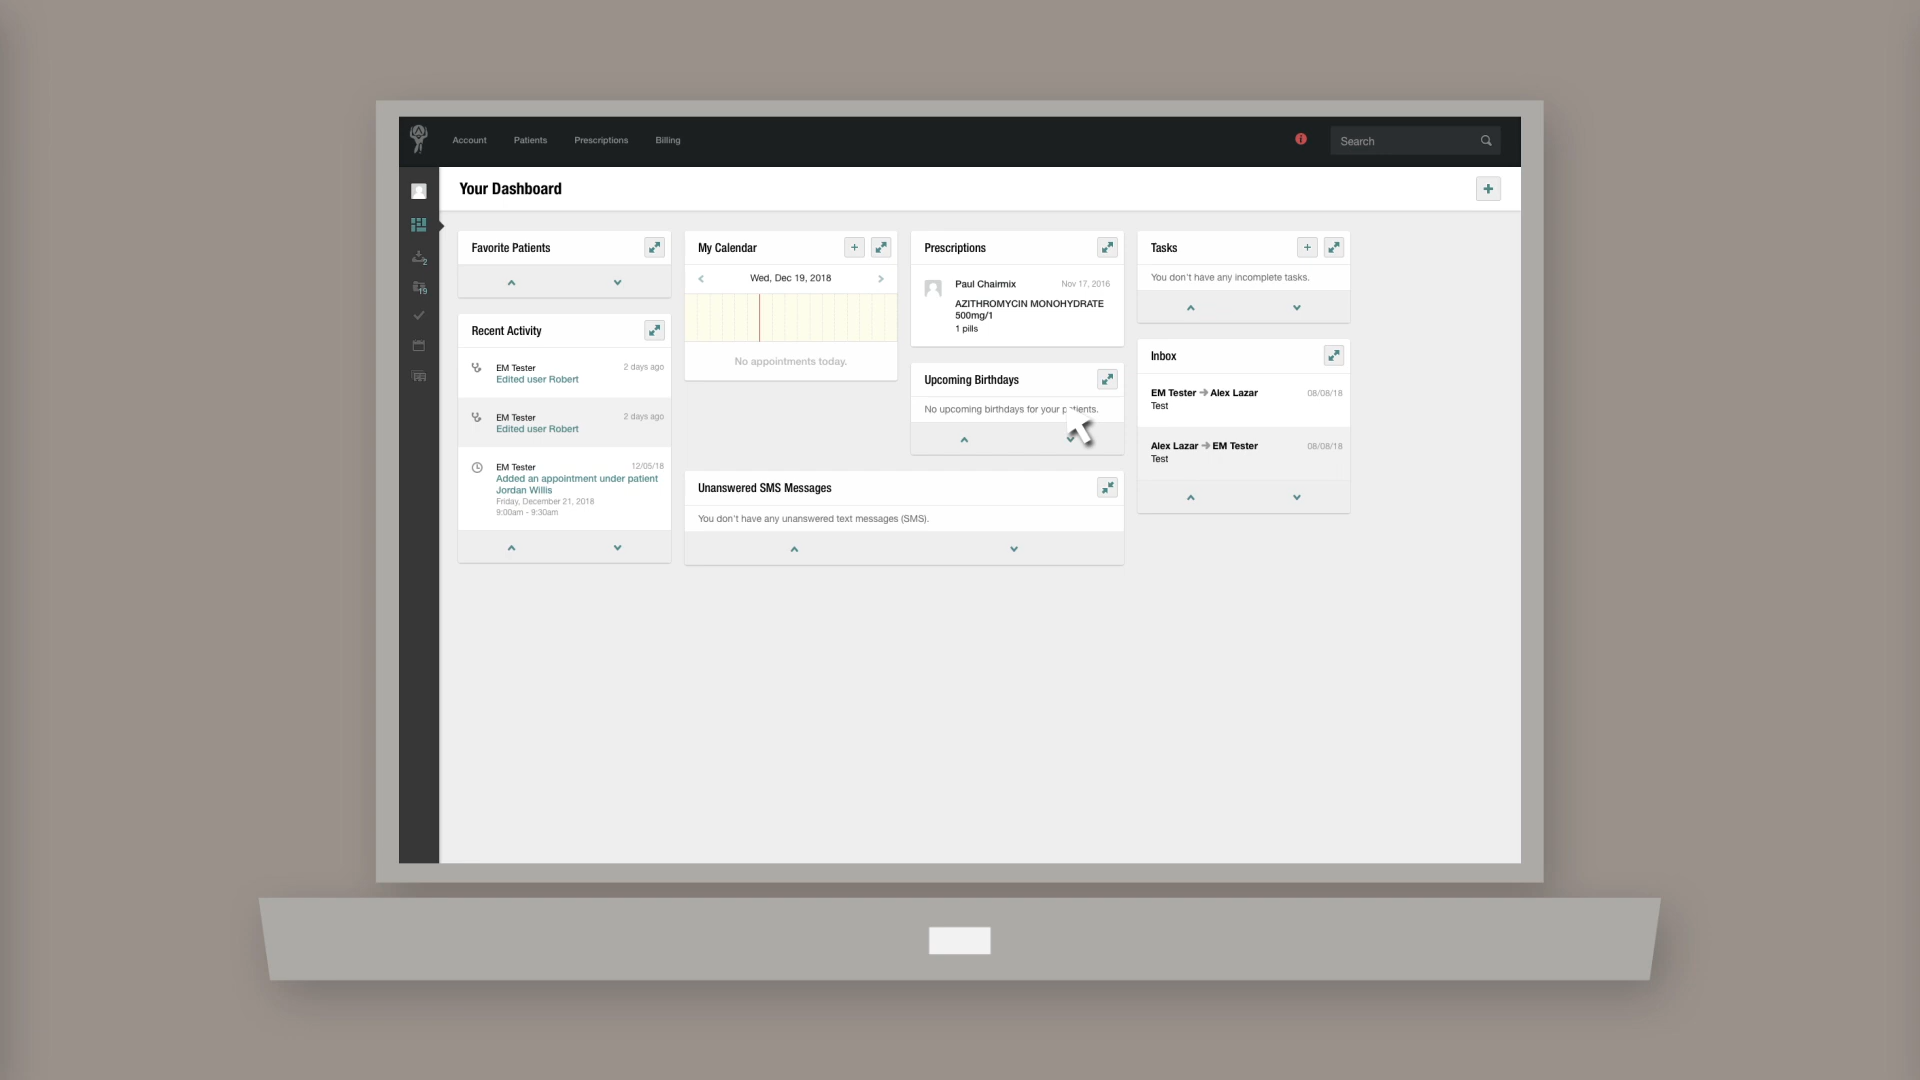 Account Patients Prescriptions Billing
Search
Your Dashboard
2
19
Favorite Patients
Recent Activity
EM Tester 2 days ago
Edited user Robert
EM Tester 2 days ago
Edited user Robert
EM Tester 12/05/18
Added an appointment under patient
Jordan Willis
Friday, December 21, 2018
9:00am - 9:30am
My Calendar
Wed, Dec 19, 2018
No appointments today.
Prescriptions
Paul Chairmix Nov 17, 2016
AZITHROMYCIN MONOHYDRATE
500mg/1
1 pills
Upcoming Birthdays
No upcoming birthdays for your patients.
Unanswered SMS Messages
You don't have any unanswered text messages (SMS).
Tasks
You don't have any incomplete tasks.
Inbox
EM Tester → Alex Lazar 08/08/18
Test
Alex Lazar → EM Tester 08/08/18
Test